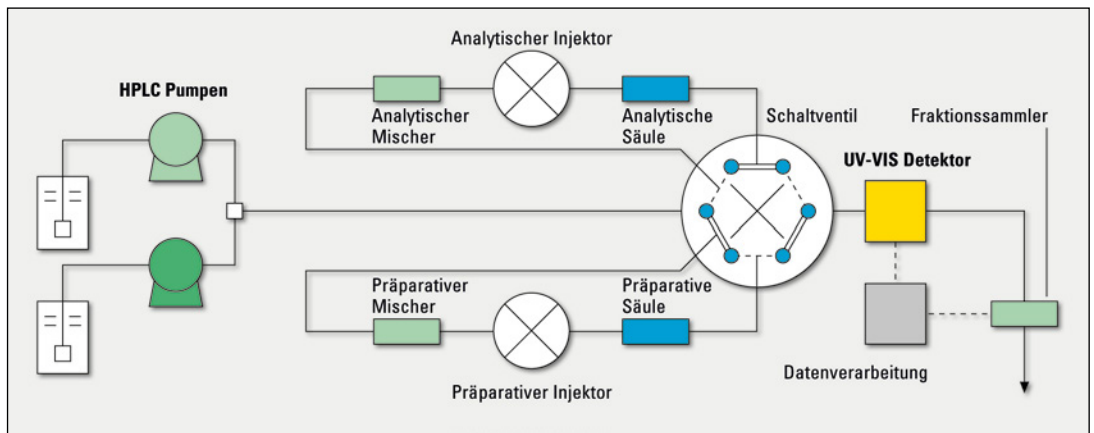 Analytischer Injektor
HPLC Pumpen
Analytischer
Mischer
Analytische
Säule
Schaltventil
Fraktionssammler
UV-VIS Detektor
Präparativer
Mischer
Präparative
Säule
Präparativer Injektor
Datenverarbeitung